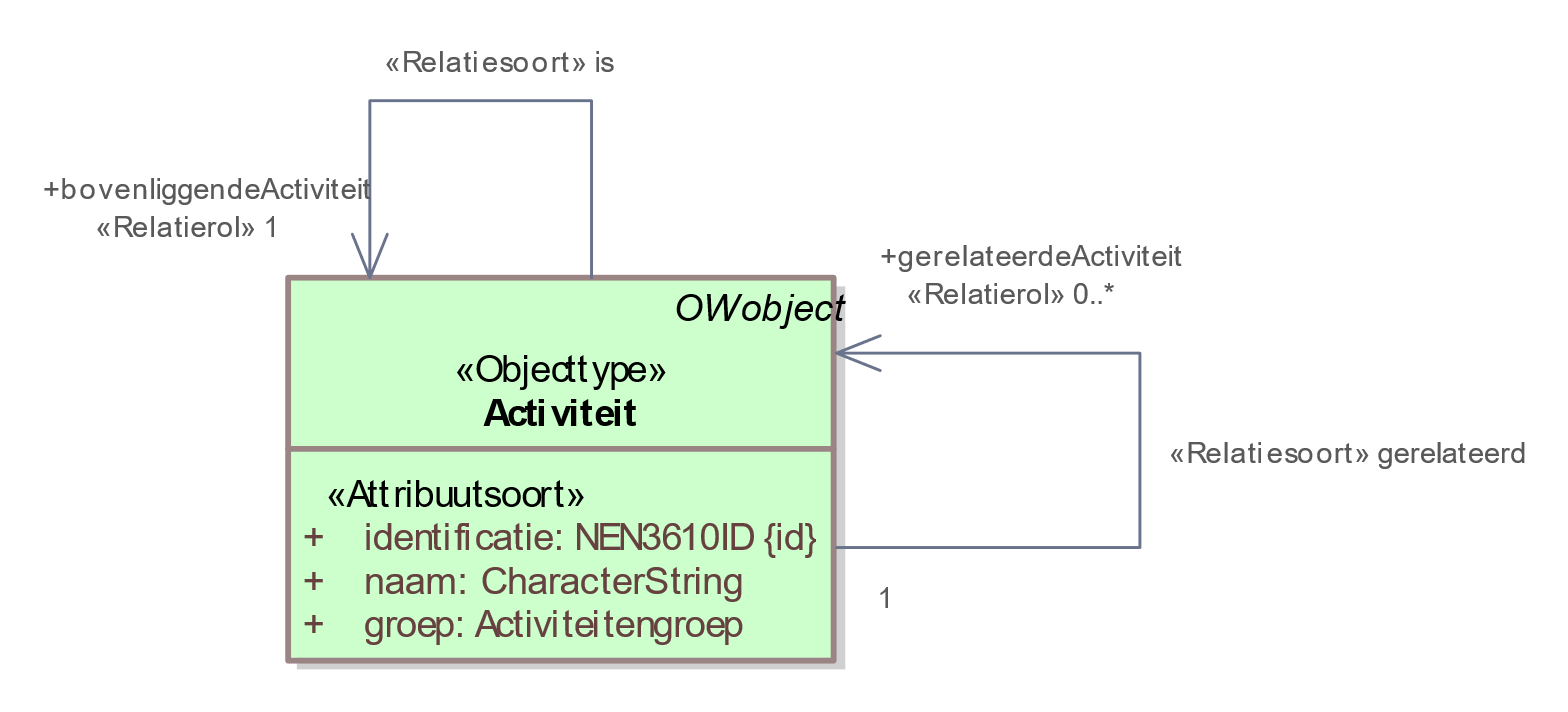 «Relatiesoort» is
+bovenliggendeActiviteit
«Relatierol» 1
+gerelateerdeActiviteit
«Relatierol» 0..*
OWobject
«Objecttype»
Activiteit
«Relatiesoort» gerelateerd
«Attribuutsoort»
+ identificatie: NEN3610ID {id}
+ naam: CharacterString
+ groep: Activiteitengroep
1